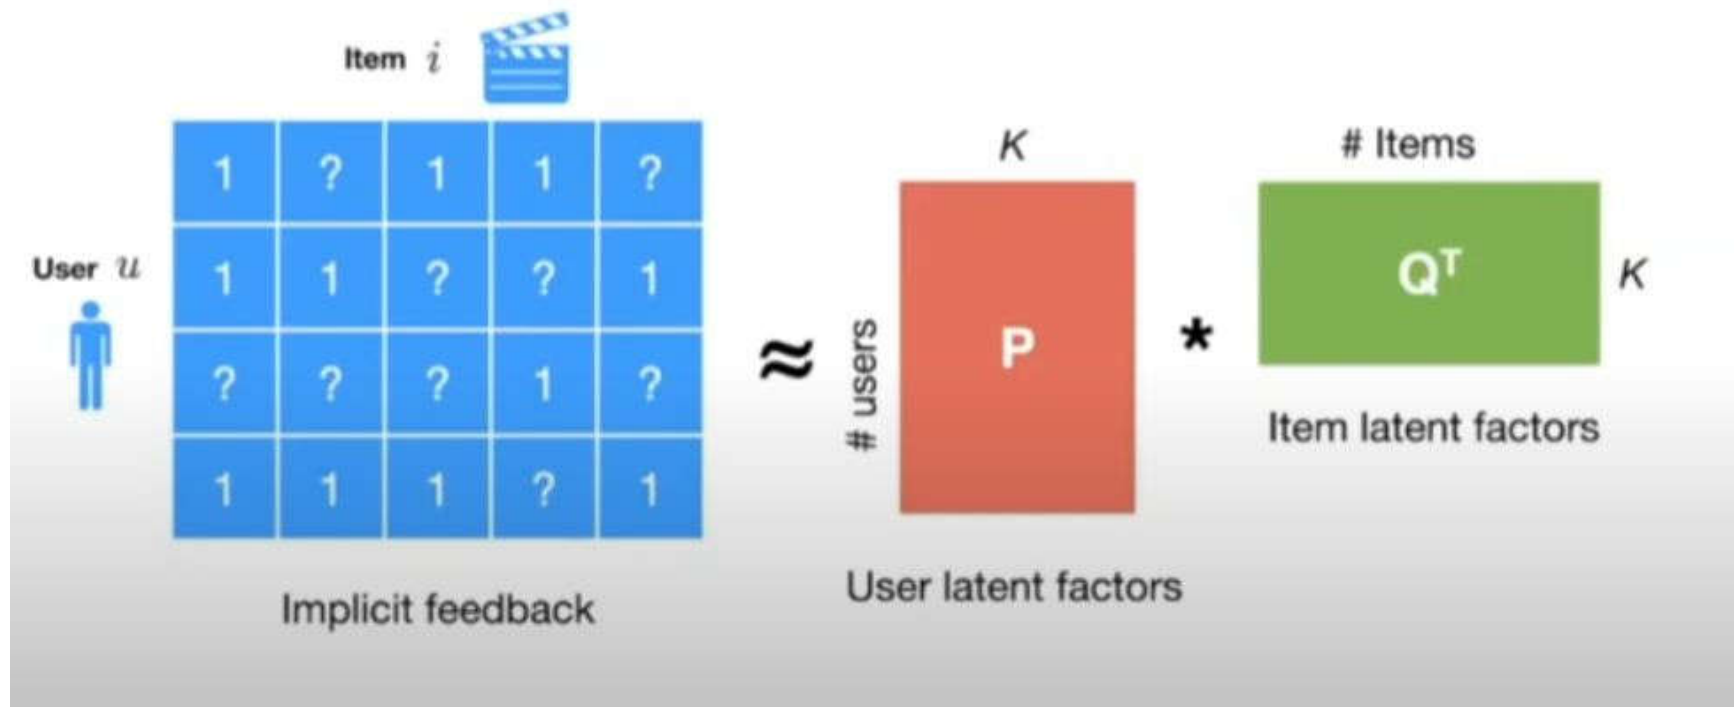 Item i
User u
1 ? 1 1 ?
1 1 ? ? 1
? ? ? 1 ?
1 1 1 ? 1
Implicit feedback
≈
K
# users
P
User latent factors
*
# Items
Q^T
K
Item latent factors